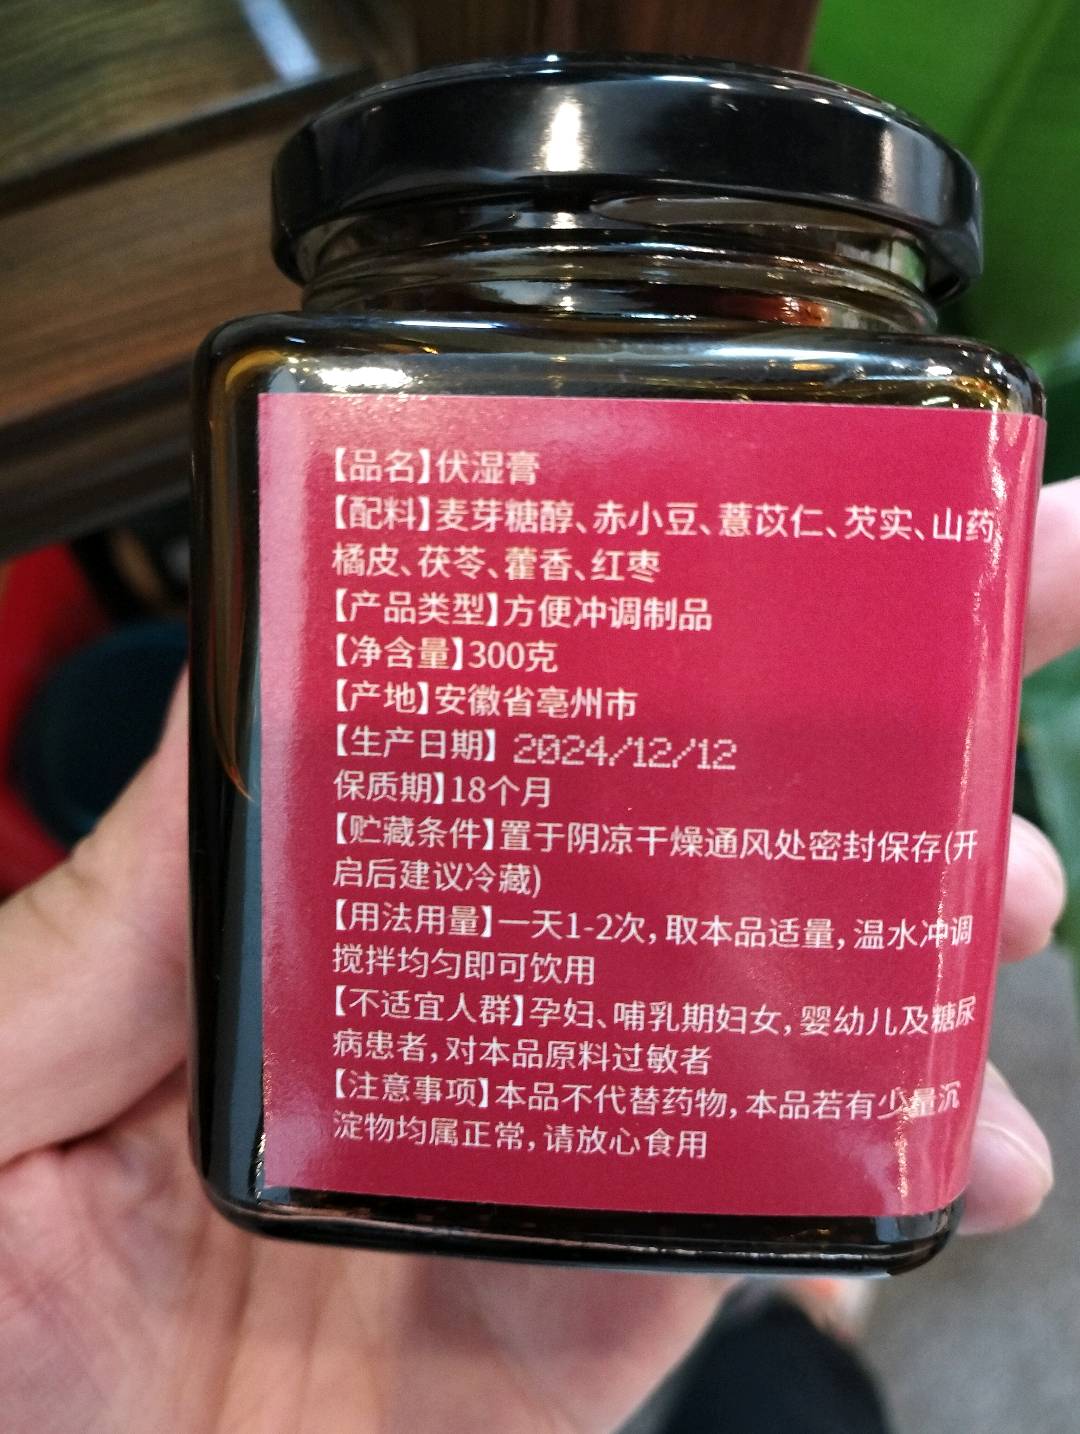 【品名】伏湿膏
【配料】麦芽糖醇、赤小豆、薏苡仁、芡实、山药、
橘皮、茯苓、藿香、红枣
【产品类型】方便冲调制品
【净含量】300克
【产地】安徽省亳州市
【生产日期】 2024/12/12
保质期】18个月
【贮藏条件】置于阴凉干燥通风处密封保存(开
启后建议冷藏)
【用法用量】一天1-2次,取本品适量,温水冲调
搅拌均匀即可饮用
【不适宜人群】孕妇、哺乳期妇女,婴幼儿及糖尿
病患者,对本品原料过敏者
【注意事项】本品不代替药物,本品若有少量沉
淀物均属正常,请放心食用